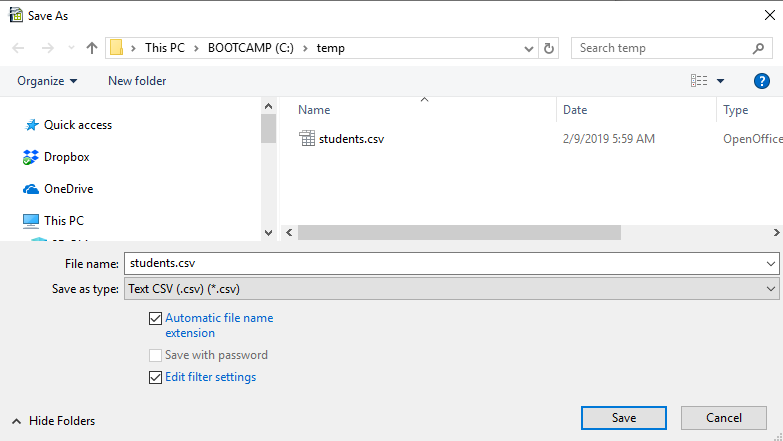 Save As
This PC > BOOTCAMP (C:) > temp
Search temp
Organize
New folder
Name
Date
Type
Quick access
students.csv
2/9/2019 5:59 AM
OpenOffice
Dropbox
OneDrive
This PC
File name:
students.csv
Save as type:
Text CSV (.csv) (*.csv)
Automatic file name
extension
Save with password
Edit filter settings
Hide Folders
Save
Cancel